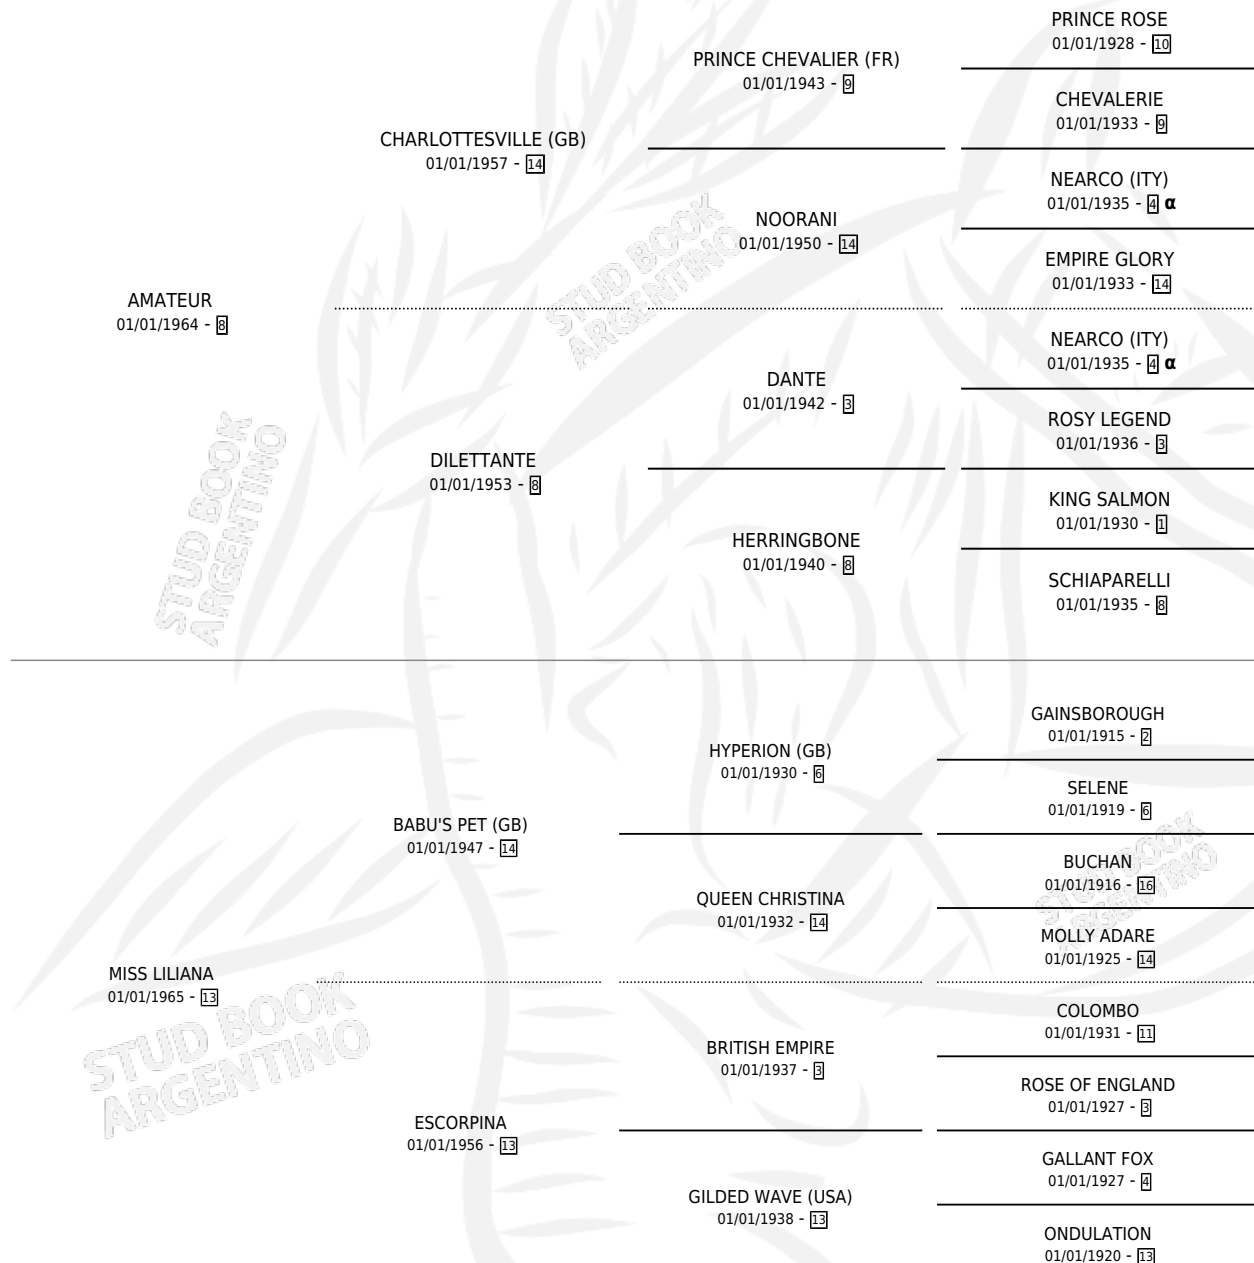 PRINCE ROSE
01/01/1928 - 10
PRINCE CHEVALIER (FR)
01/01/1943 - 9
CHEVALERIE
01/01/1933 - 9
CHARLOTTESVILLE (GB)
01/01/1957 - 14
NEARCO (ITY)
01/01/1935 - 4 α
NOORANI
01/01/1950 - 14
EMPIRE GLORY
01/01/1933 - 14
AMATEUR
01/01/1964 - 8
STUD BOOK
ARGENTINO
NEARCO (ITY)
01/01/1935 - 4 α
DANTE
01/01/1942 - 3
ROSY LEGEND
01/01/1936 - 3
DILETTANTE
01/01/1953 - 8
KING SALMON
01/01/1930 - 1
HERRINGBONE
01/01/1940 - 8
SCHIAPARELLI
01/01/1935 - 8
STUD BOOK
ARGENTINO
GAINSBOROUGH
01/01/1915 - 2
HYPERION (GB)
01/01/1930 - 6
SELENE
01/01/1919 - 6
BABU'S PET (GB)
01/01/1947 - 14
BUCHAN
01/01/1916 - 16
QUEEN CHRISTINA
01/01/1932 - 14
MOLLY ADARE
01/01/1925 - 14
STUD BOOK
ARGENTINO
MISS LILIANA
01/01/1965 - 13
COLOMBO
01/01/1931 - 11
BRITISH EMPIRE
01/01/1937 - 3
ROSE OF ENGLAND
01/01/1927 - 3
STUD BOOK
ARGENTINO
ESCORPINA
01/01/1956 - 13
GALLANT FOX
01/01/1927 - 4
GILDED WAVE (USA)
01/01/1938 - 13
ONDULATION
01/01/1920 - 13